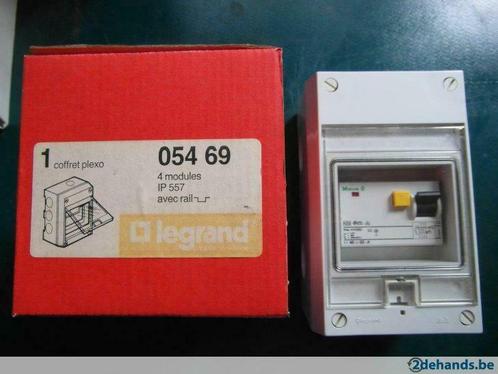 1 coffret plexo
054 69
4 modules
IP 557
avec rail
legrand
2dehands.be